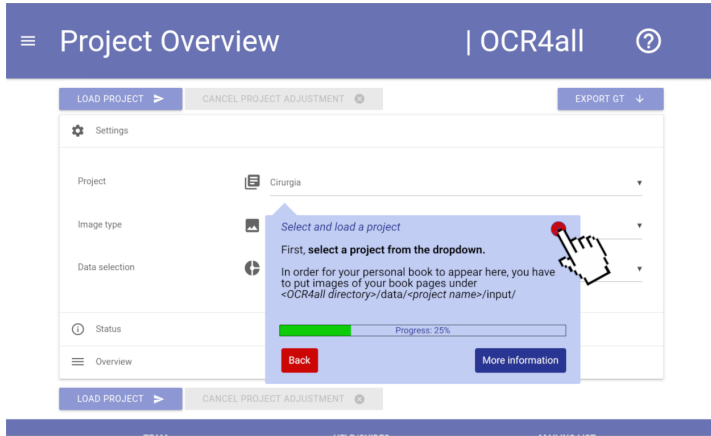 Project Overview | OCR4all
LOAD PROJECT CANCEL PROJECT ADJUSTMENT EXPORT GT
Settings
Project Cirurgia
Image type
Data selection
Select and load a project
First, select a project from the dropdown.
In order for your personal book to appear here, you have
to put images of your book pages under
<OCR4all directory>/data/<project name>/input/
Progress: 25%
Back More information
Status
Overview
LOAD PROJECT CANCEL PROJECT ADJUSTMENT